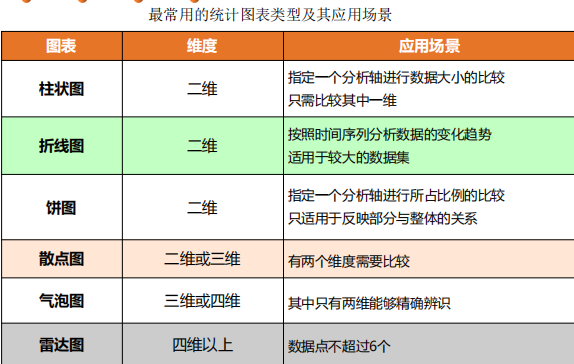 最常用的统计图表类型及其应用场景
图表 维度 应用场景
柱状图 二维 指定一个分析轴进行数据大小的比较
只需比较其中一维
折线图 二维 按照时间序列分析数据的变化趋势
适用于较大的数据集
饼图 二维 指定一个分析轴进行所占比例的比较
只适用于反映部分与整体的关系
散点图 二维或三维 有两个维度需要比较
气泡图 三维或四维 其中只有两维能够精确辨识
雷达图 四维以上 数据点不超过6个